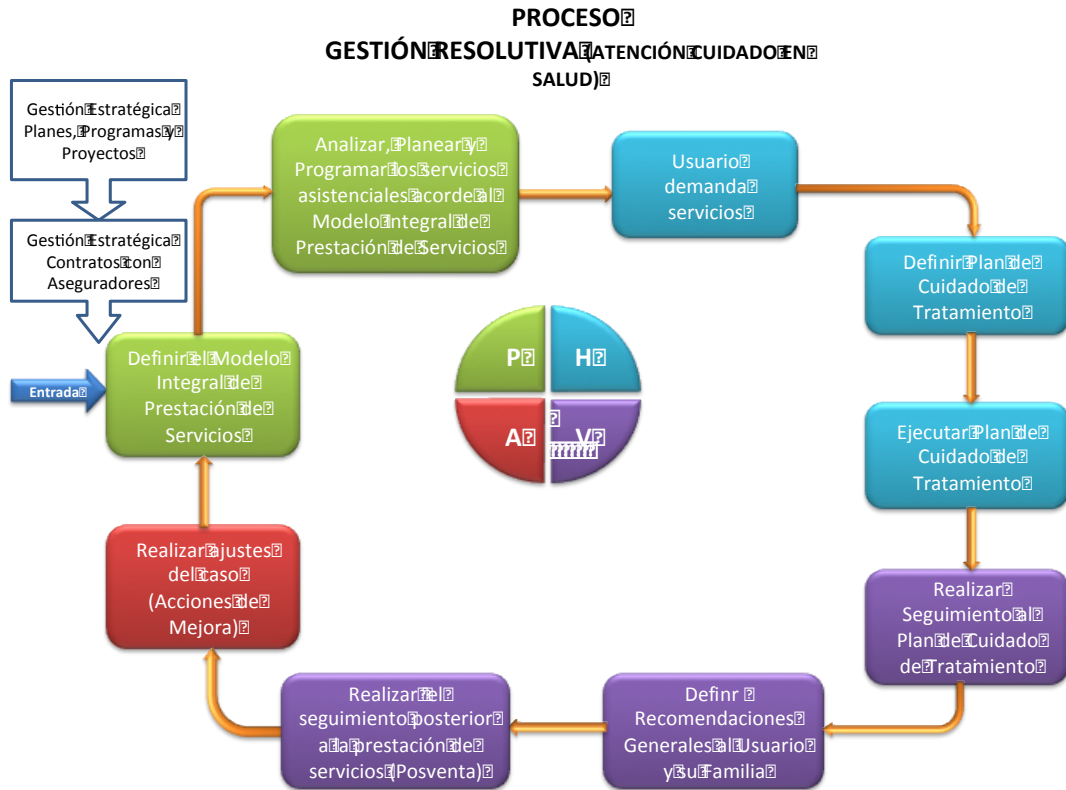 PROCESO
GESTIÓN RESOLUTIVA (ATENCIÓN CUIDADO EN
SALUD)
Gestión Estratégica
Planes, Programas y
Proyectos
Gestión Estratégica
Contratos con
Aseguradores
Entrada
Definir el Modelo
Integral de
Prestación de
Servicios
Analizar, Planear y
Programar los servicios
asistenciales acorde al
Modelo Integral de
Prestación de Servicios
Usuario
demanda
servicios
Definir Plan de
Cuidado de
Tratamiento
Ejecutar Plan de
Cuidado de
Tratamiento
Realizar
Seguimiento al
Plan de Cuidado
de Tratamiento
Definr
Recomendaciones
Generales al Usuario
y su Familia
Realizar el
seguimiento posterior
a la prestación de
servicios (Posventa)
Realizar ajustes
del caso
(Acciones de
Mejora)
P H
A V